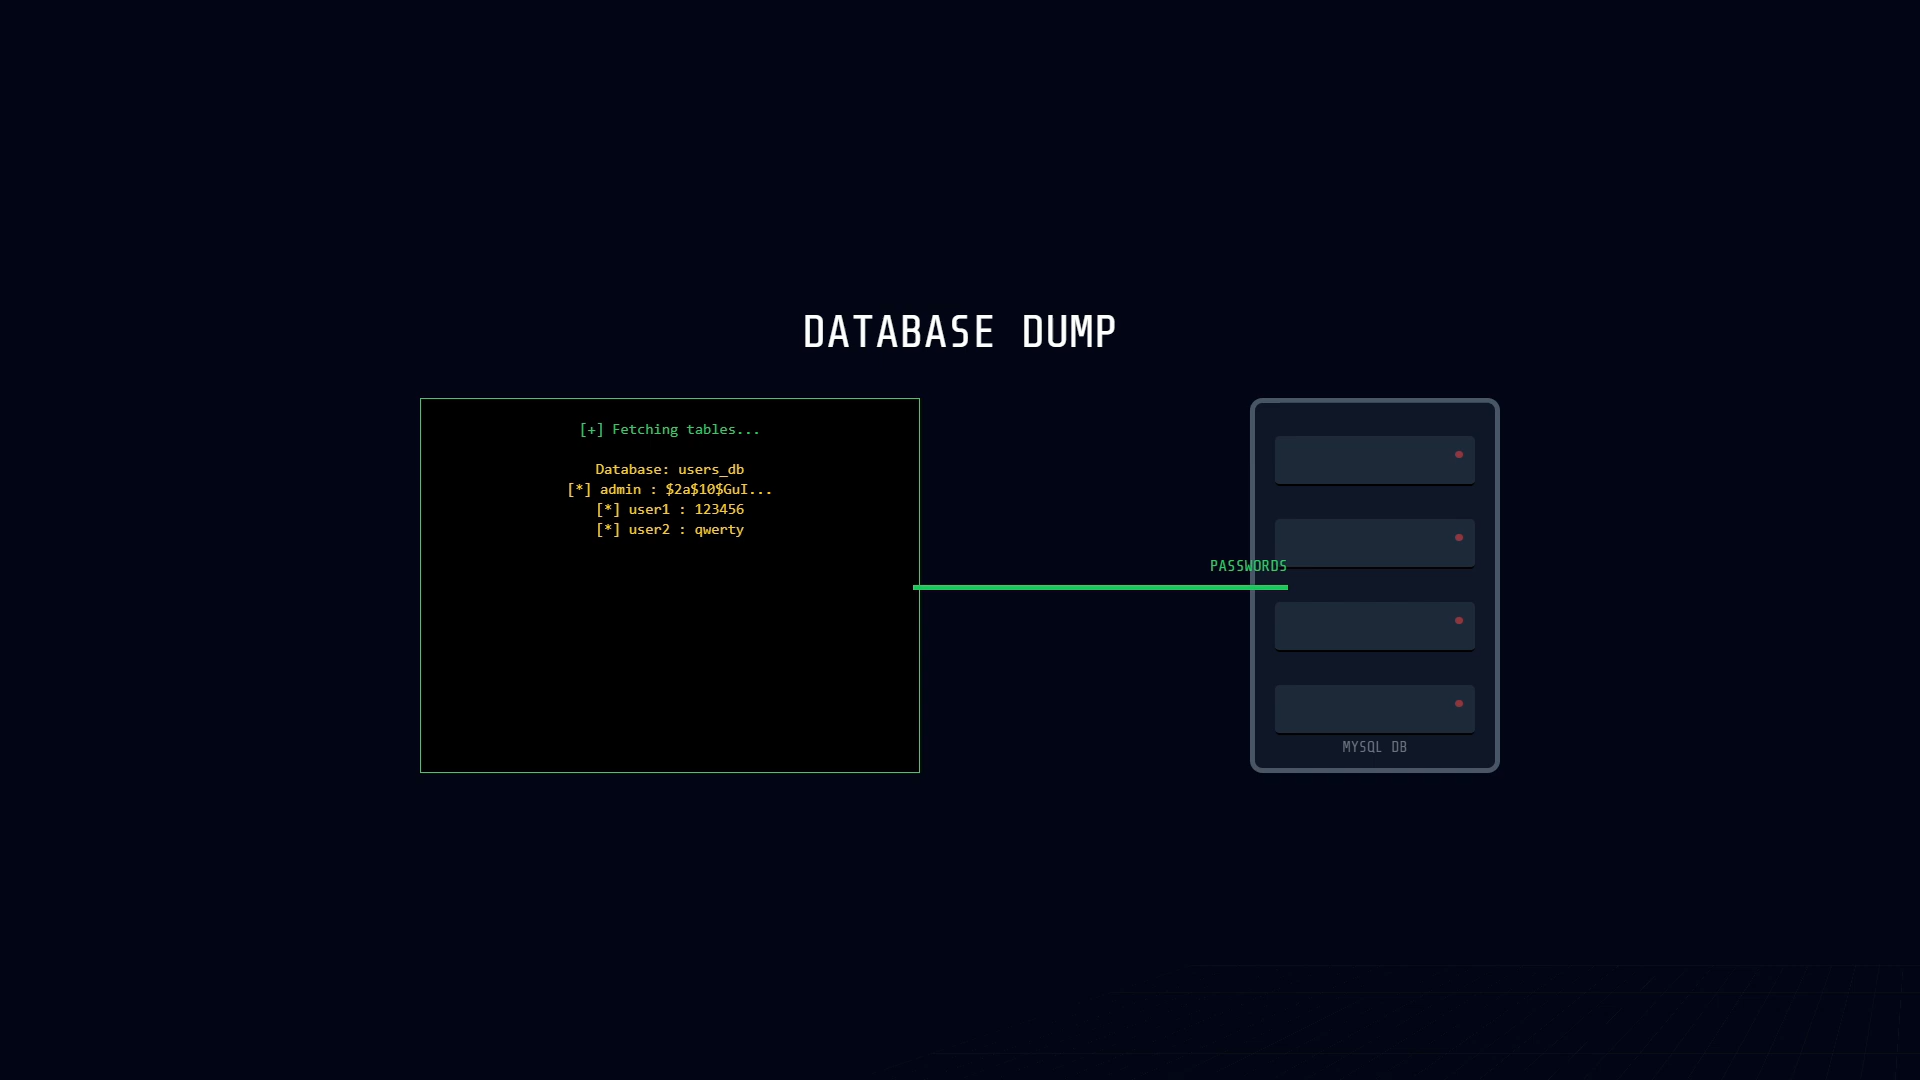 DATABASE DUMP
[+] Fetching tables...
Database: users_db
[*] admin : $2a$10$GuI...
[*] user1 : 123456
[*] user2 : qwerty
PASSWORDS
MYSQL DB